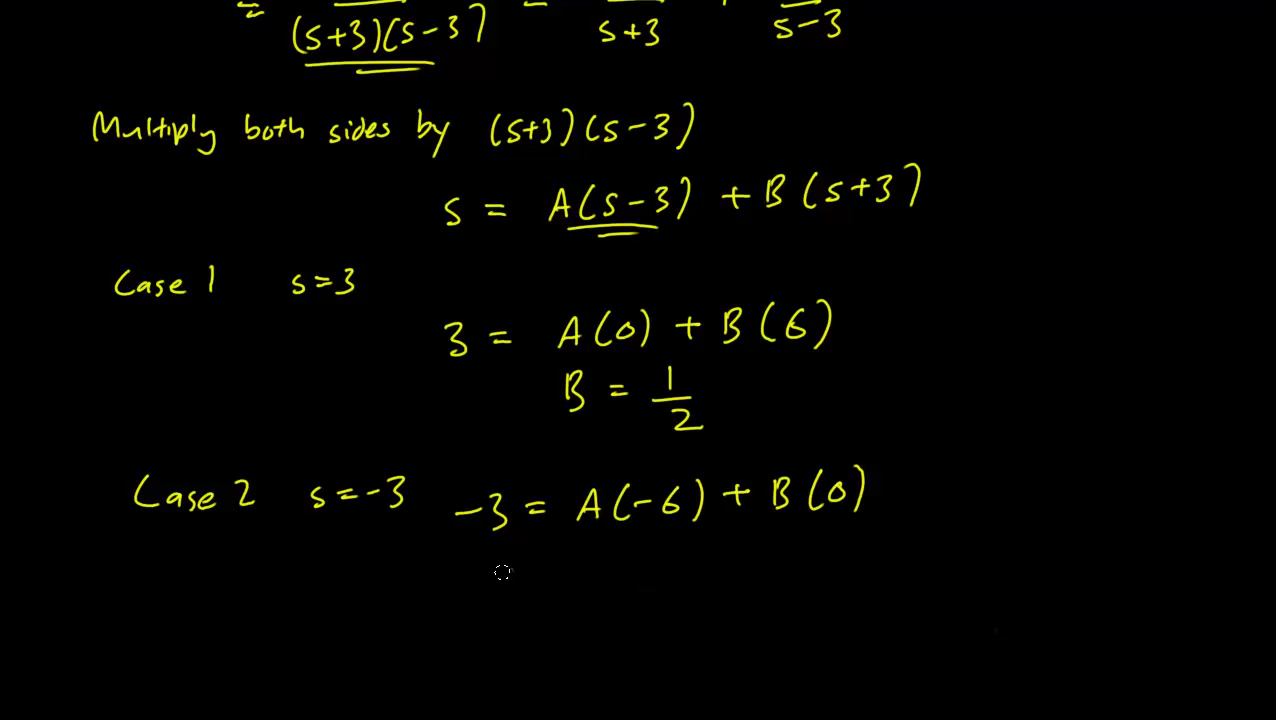 = (s+3)(s-3) = s+3 + s-3
Multiply both sides by (s+3)(s-3)
s = A(s-3) + B(s+3)
Case 1 s=3
3 = A(0) + B(6)
B = 1/2
Case 2 s=-3 -3 = A(-6) + B(0)